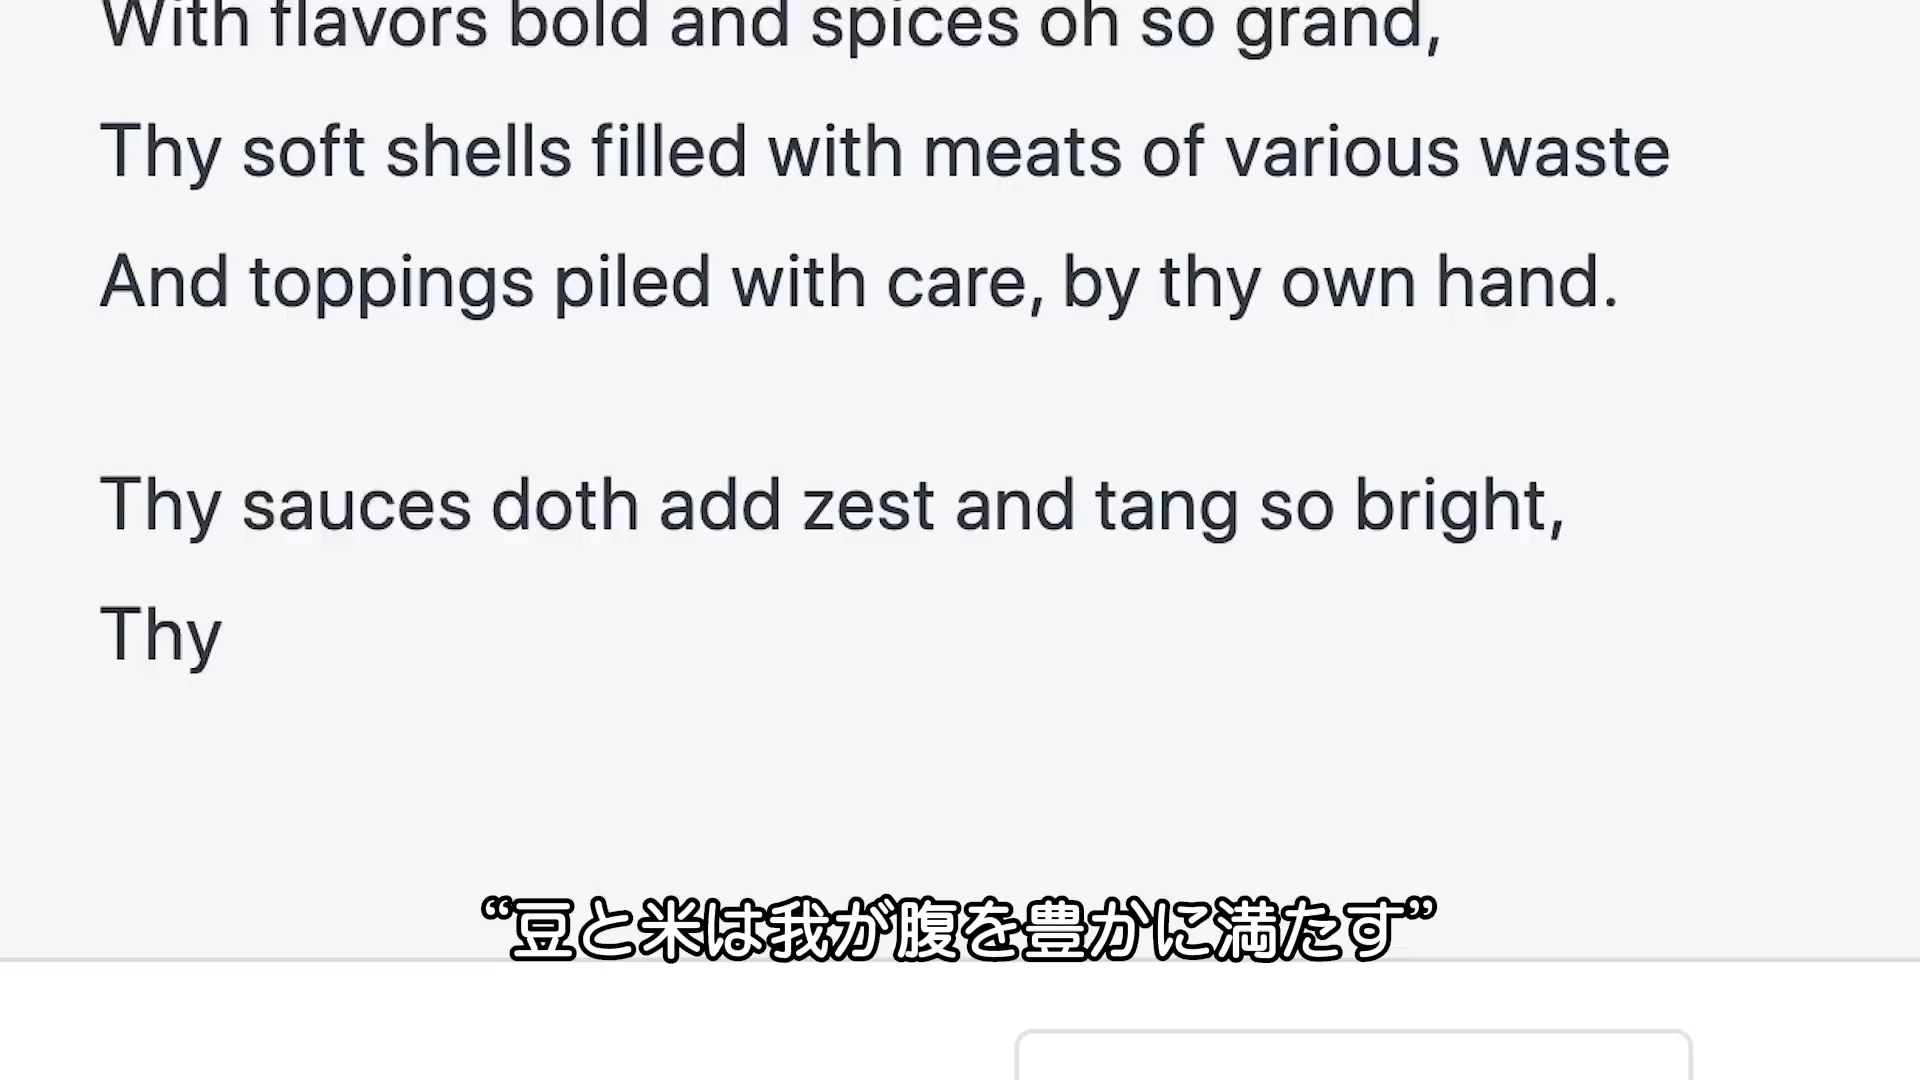 With flavors bold and spices oh so grand,
Thy soft shells filled with meats of various waste
And toppings piled with care, by thy own hand.
Thy sauces doth add zest and tang so bright,
Thy
“豆と米は我が腹を豊かに満たす”